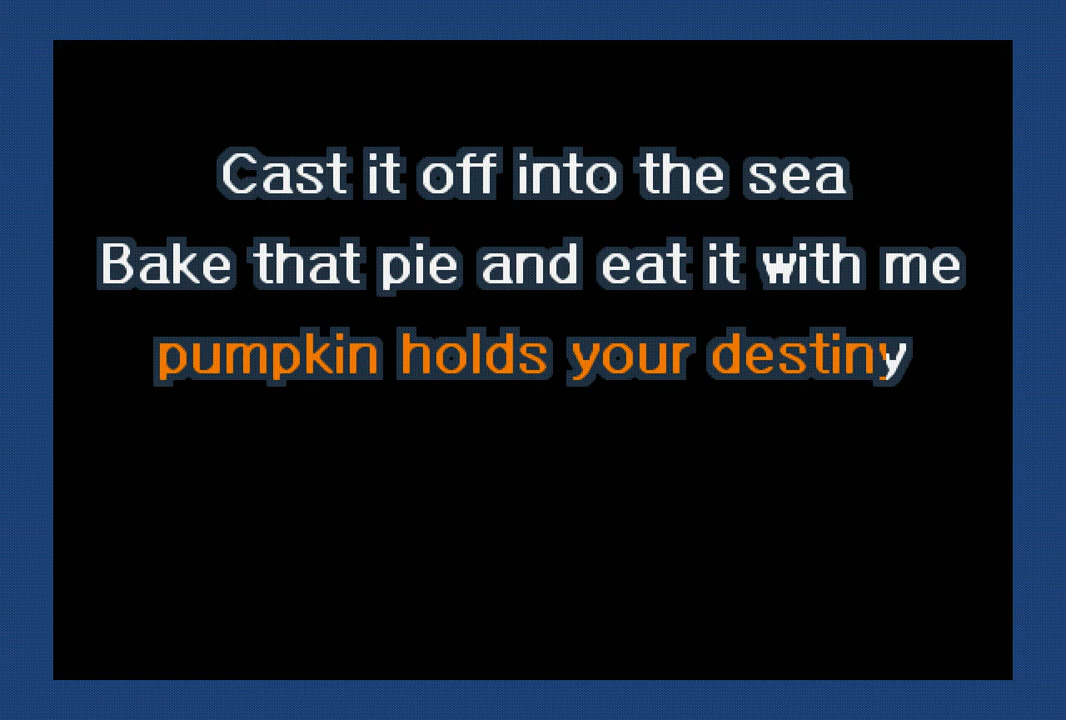 Cast it off into the sea
Bake that pie and eat it with me
pumpkin holds your destiny